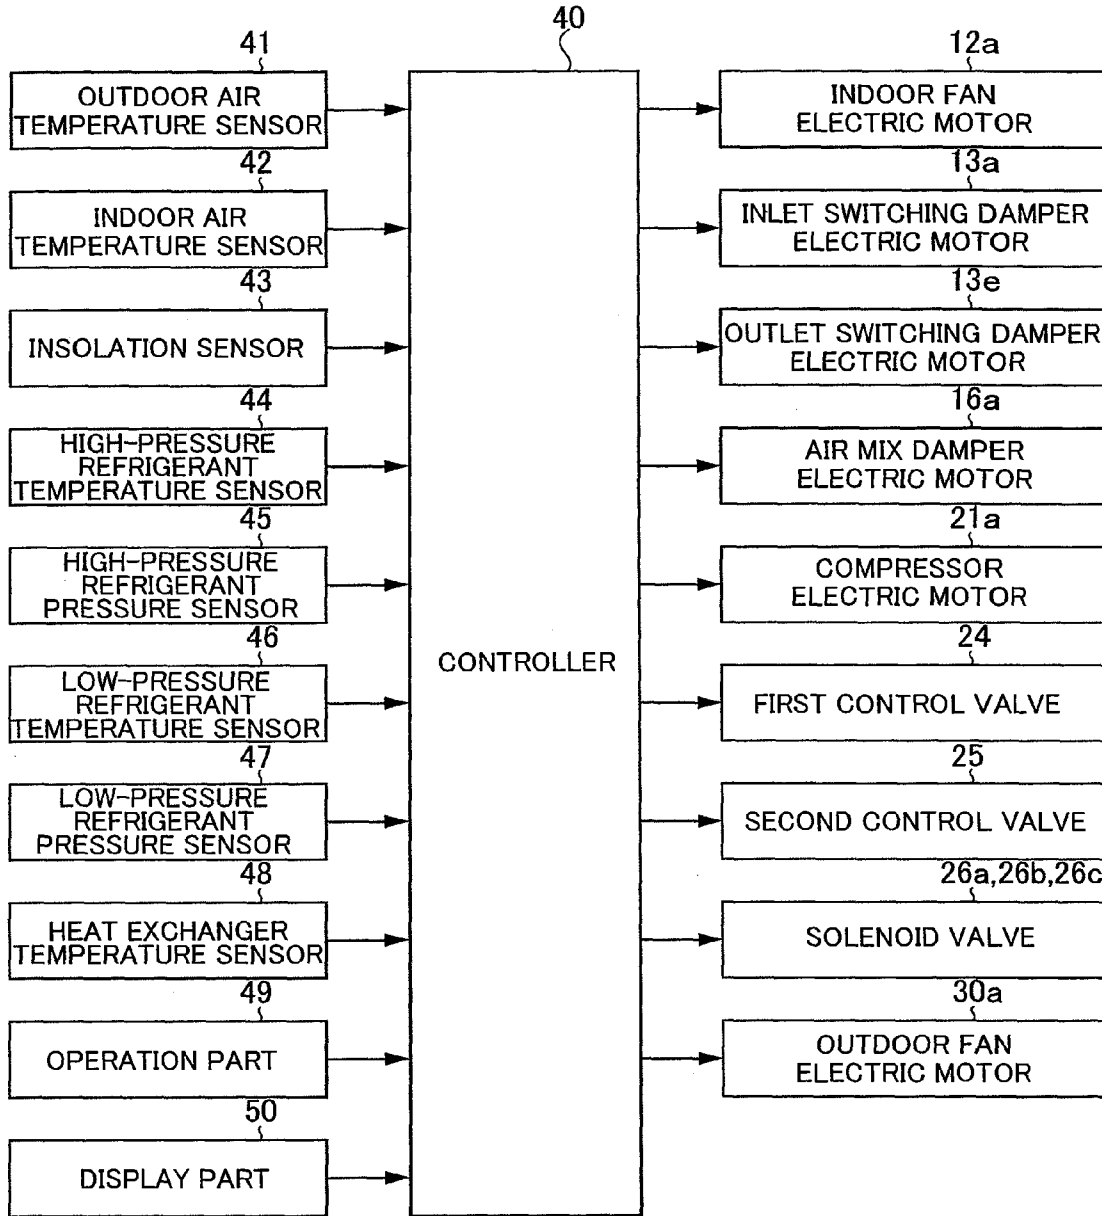 40
41
OUTDOOR AIR
TEMPERATURE SENSOR
42
INDOOR AIR
TEMPERATURE SENSOR
43
INSOLATION SENSOR
44
HIGH-PRESSURE
REFRIGERANT
TEMPERATURE SENSOR
45
HIGH-PRESSURE
REFRIGERANT
PRESSURE SENSOR
46
LOW-PRESSURE
REFRIGERANT
TEMPERATURE SENSOR
47
LOW-PRESSURE
REFRIGERANT
PRESSURE SENSOR
48
HEAT EXCHANGER
TEMPERATURE SENSOR
49
OPERATION PART
50
DISPLAY PART
CONTROLLER
12a
INDOOR FAN
ELECTRIC MOTOR
13a
INLET SWITCHING DAMPER
ELECTRIC MOTOR
13e
OUTLET SWITCHING DAMPER
ELECTRIC MOTOR
16a
AIR MIX DAMPER
ELECTRIC MOTOR
21a
COMPRESSOR
ELECTRIC MOTOR
24
FIRST CONTROL VALVE
25
SECOND CONTROL VALVE
26a,26b,26c
SOLENOID VALVE
30a
OUTDOOR FAN
ELECTRIC MOTOR